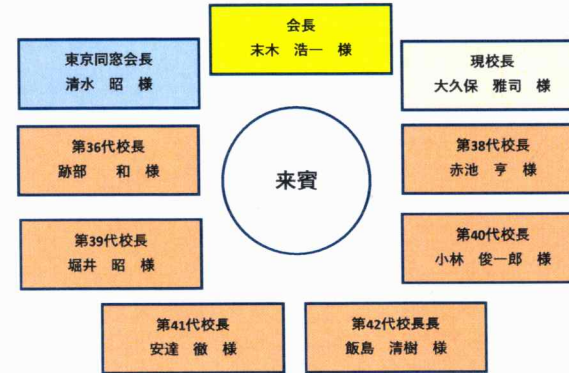 会長
末木 浩一 様
東京同窓会長
清水 昭 様
現校長
大久保 雅司 様
第36代校長
跡部 和 様
来賓
第38代校長
赤池 亨 様
第39代校長
堀井 昭 様
第40代校長
小林 俊一郎 様
第41代校長
安達 徹 様
第42代校長長
飯島 清樹 様